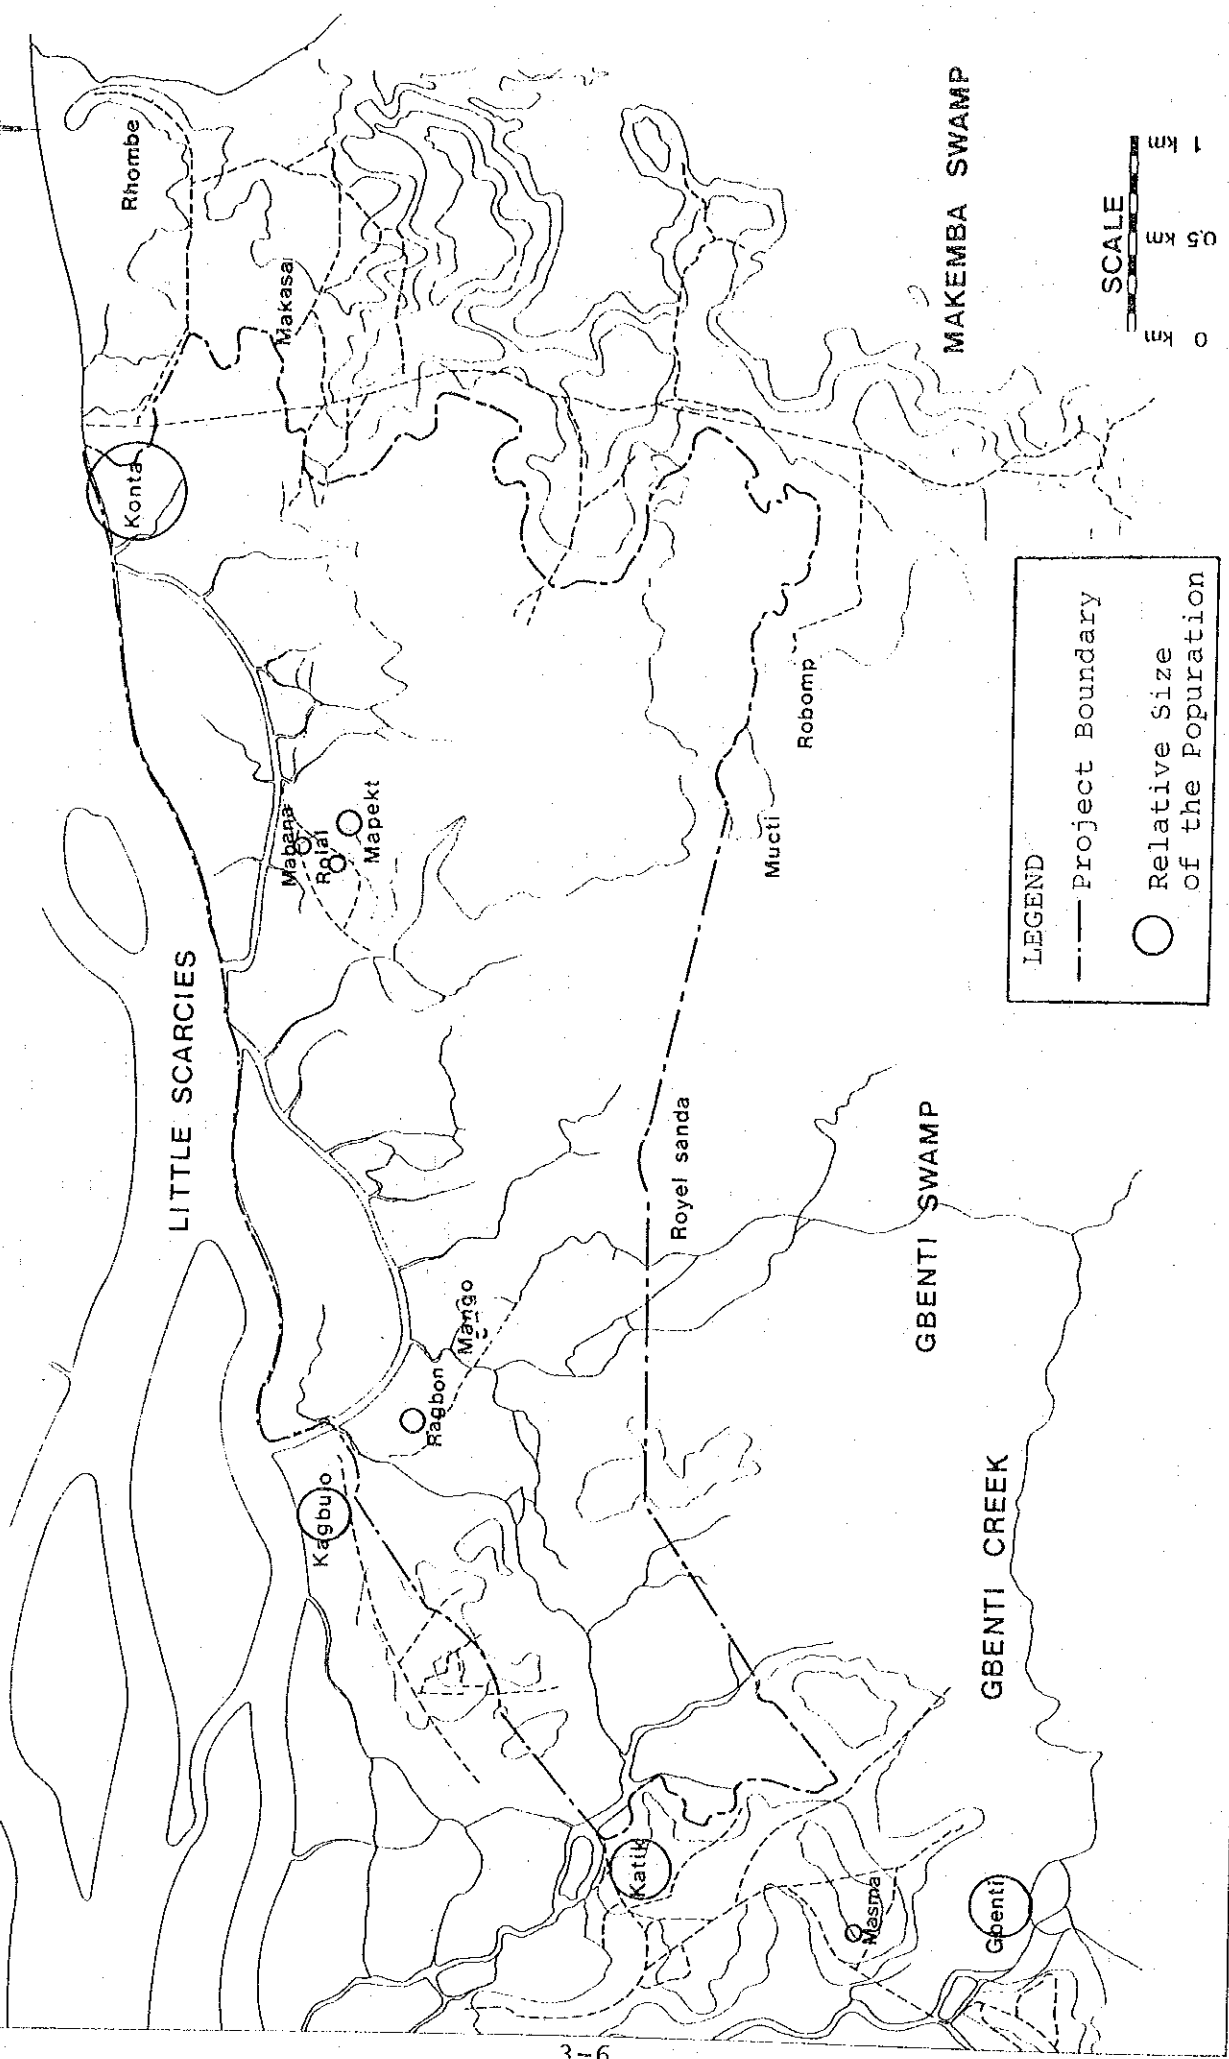 LITTLE SCARCIES
Rhombe
Konta
Makasa
MAKEMBA SWAMP
SCALE
0 km
0.5 km
1 km
Mabana
Rolal
Mapekt
Robomp
Mucti
Royel sanda
GBENTI SWAMP
Mango
Ragbon
Kagbulo
GBENTI CREEK
Katik
Masma
Gbenti
LEGEND
Project Boundary
Relative Size
of the Popuration
3-6